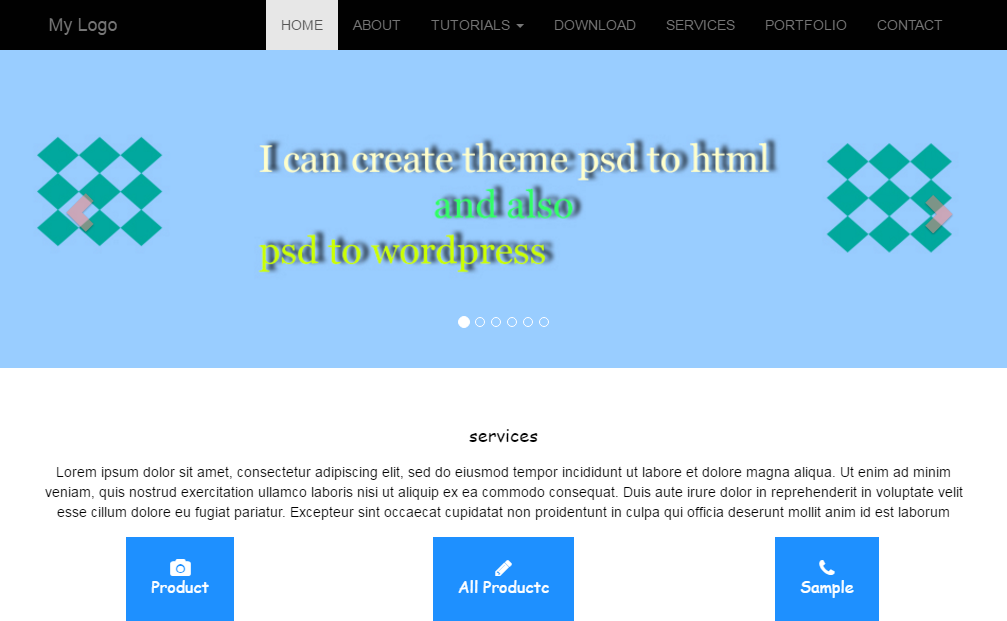 My Logo
HOME ABOUT TUTORIALS DOWNLOAD SERVICES PORTFOLIO CONTACT
I can create theme psd to html
and also
psd to wordpress
services
Lorem ipsum dolor sit amet, consectetur adipiscing elit, sed do eiusmod tempor incididunt ut labore et dolore magna aliqua. Ut enim ad minim
veniam, quis nostrud exercitation ullamco laboris nisi ut aliquip ex ea commodo consequat. Duis aute irure dolor in reprehenderit in voluptate velit
esse cillum dolore eu fugiat pariatur. Excepteur sint occaecat cupidatat non proidentunt in culpa qui officia deserunt mollit anim id est laborum
Product
All Productc
Sample